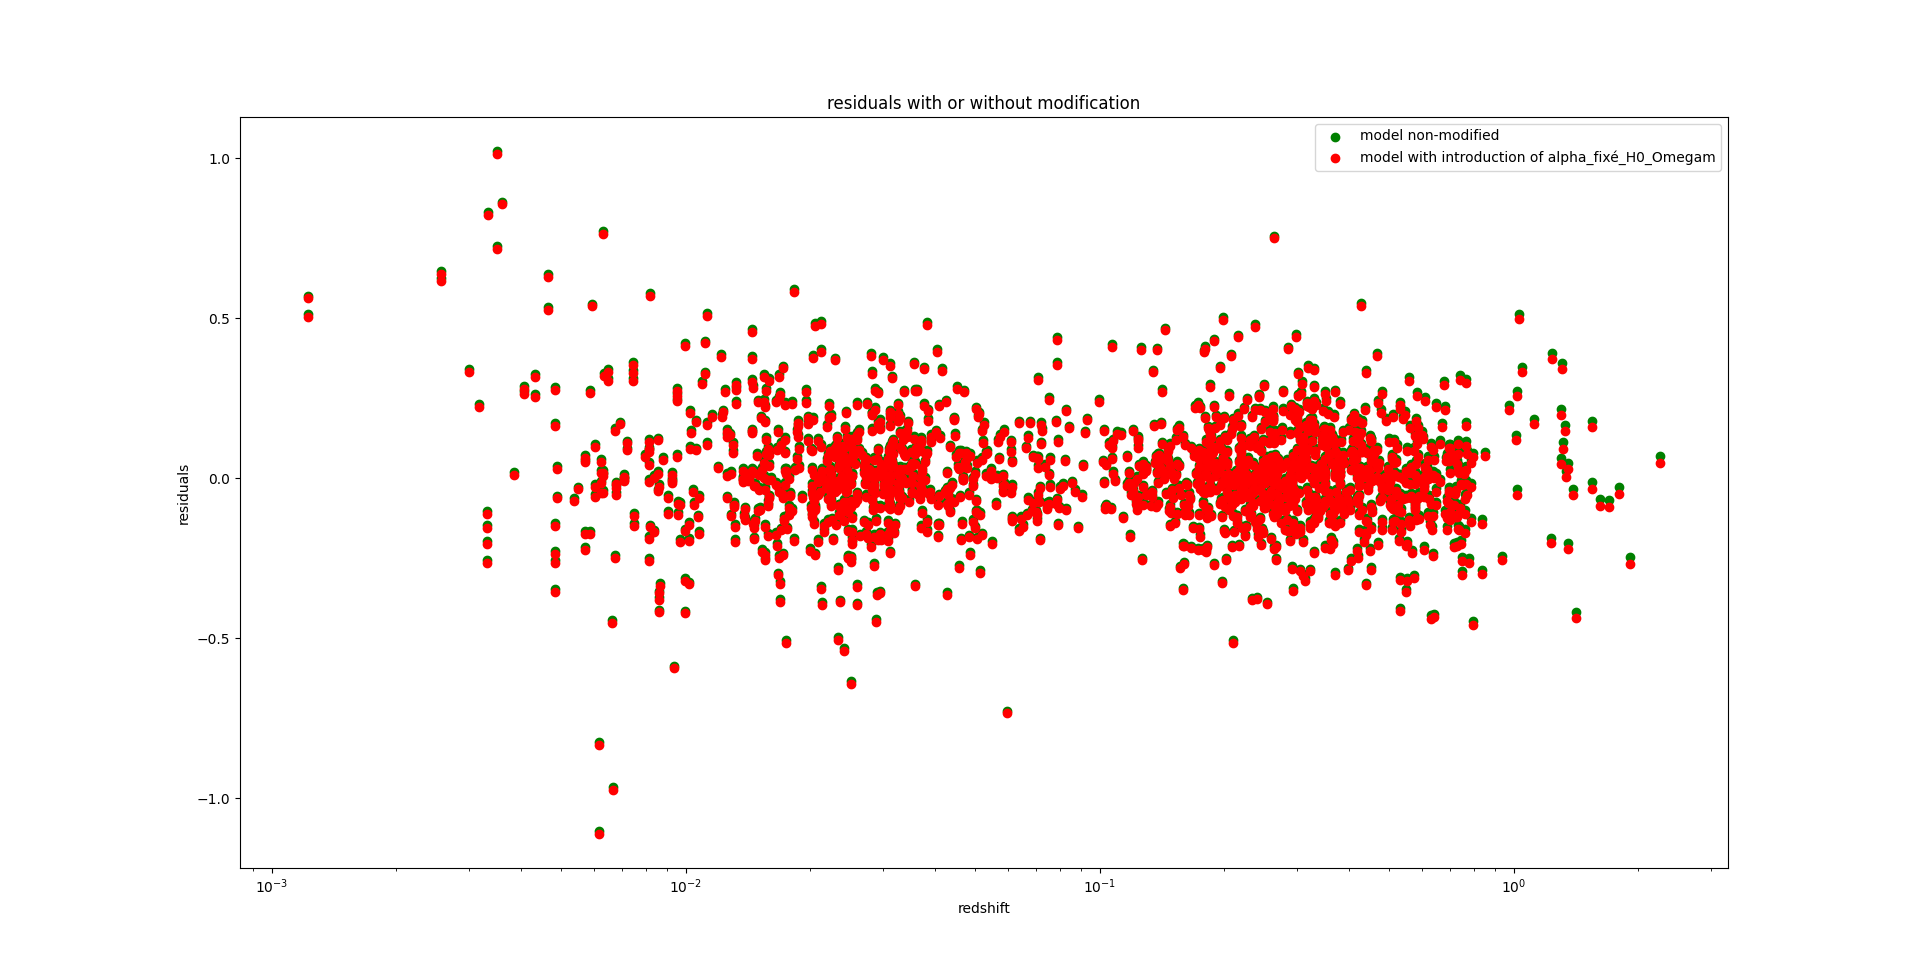 residuals with or without modification
model non-modified
model with introduction of alpha_fixé_H0_Omegam
residuals
1.0
0.5
0.0
−0.5
−1.0
10⁻³
10⁻²
10⁻¹
10⁰
redshift